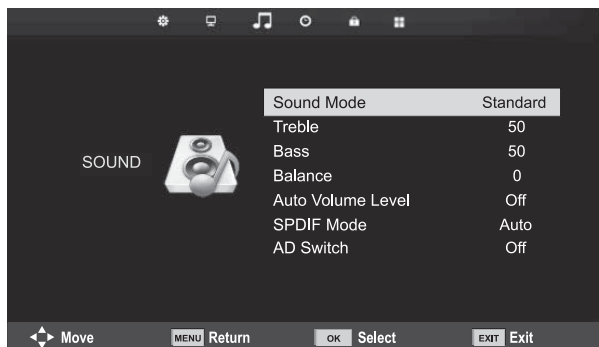 Sound Mode Standard
Treble 50
Bass 50
SOUND
Balance 0
Auto Volume Level Off
SPDIF Mode Auto
AD Switch Off
Move MENU Return OK Select EXIT Exit